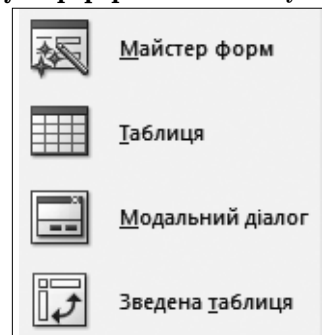 Майстер форм
Таблиця
Модальний діалог
Зведена таблиця